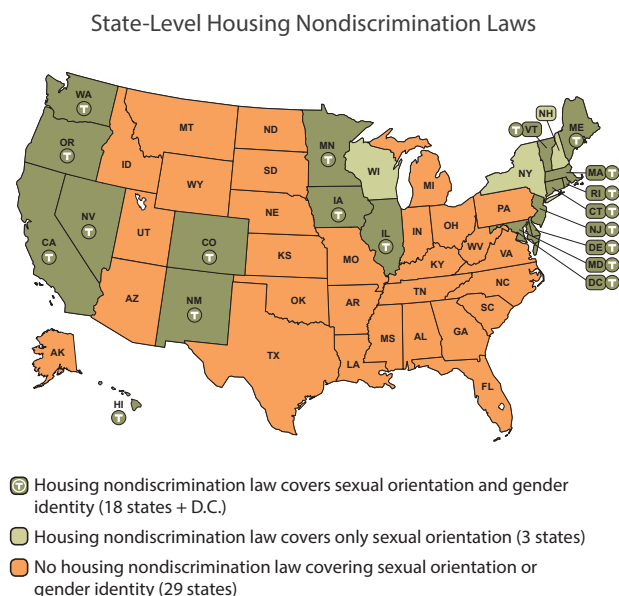 State-Level Housing Nondiscrimination Laws
WA
OR
CA
NV
ID
MT
WY
UT
AZ
CO
NM
ND
SD
NE
KS
OK
TX
MN
IA
MO
AR
LA
WI
IL
MI
IN
OH
KY
TN
MS
AL
GA
FL
SC
NC
VA
WV
PA
NY
T VT
NH
ME
T
MA T
RI T
CT T
NJ T
DE T
MD T
DC T
AK
HI
T
T
T
T
T
T
T
T
T
T
T Housing nondiscrimination law covers sexual orientation and gender
identity (18 states + D.C.)
Housing nondiscrimination law covers only sexual orientation (3 states)
No housing nondiscrimination law covering sexual orientation or
gender identity (29 states)